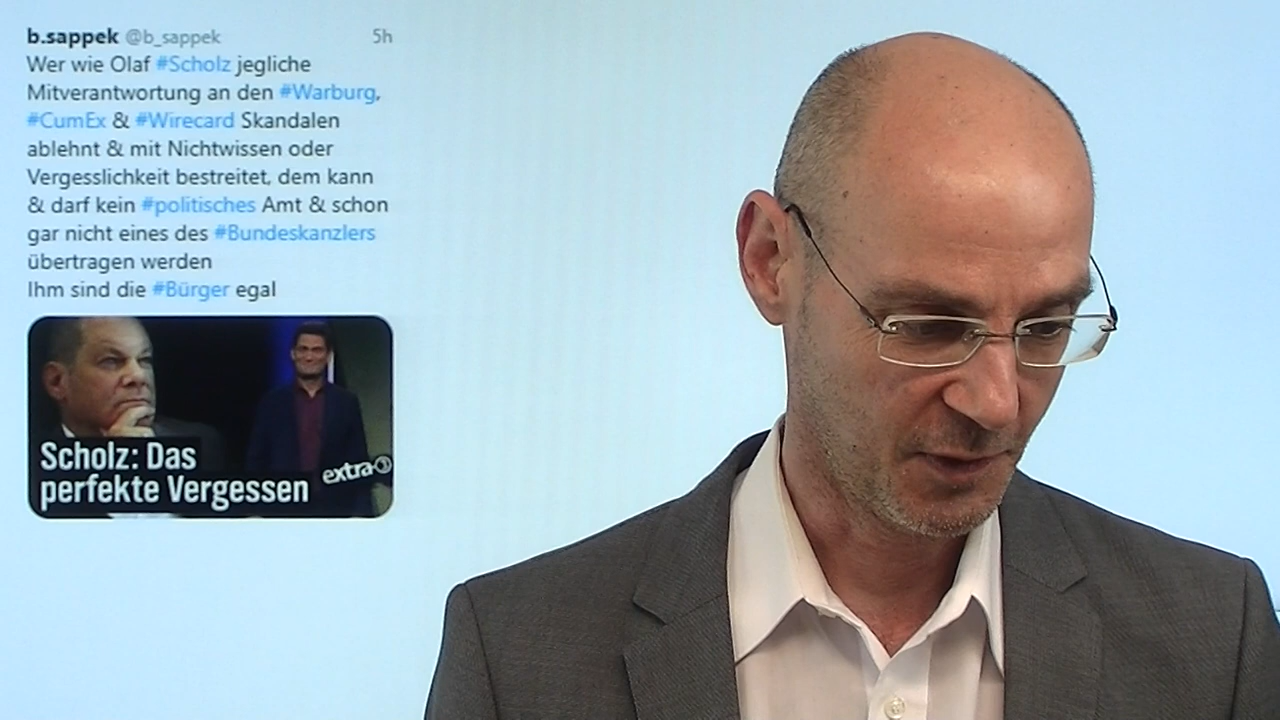 b.sappek @b_sappek 5h
Wer wie Olaf #Scholz jegliche
Mitverantwortung an den #Warburg,
#CumEx & #Wirecard Skandalen
ablehnt & mit Nichtwissen oder
Vergesslichkeit bestreitet, dem kann
& darf kein #politisches Amt & schon
gar nicht eines des #Bundeskanzlers
übertragen werden
Ihm sind die #Bürger egal
Scholz: Das
perfekte Vergessen
extra3